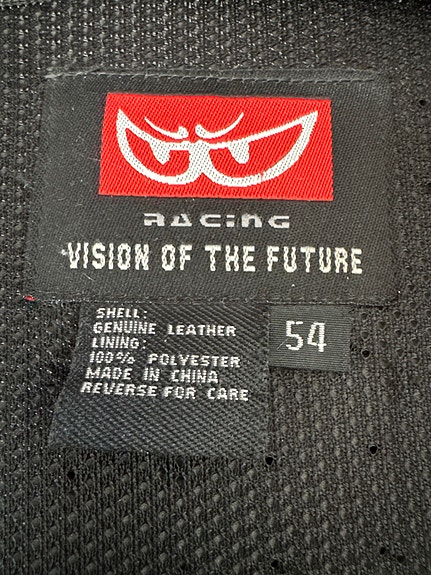 RACING
VISION OF THE FUTURE
SHELL:
GENUINE LEATHER
LINING:
100% POLYESTER
MADE IN CHINA
REVERSE FOR CARE
54